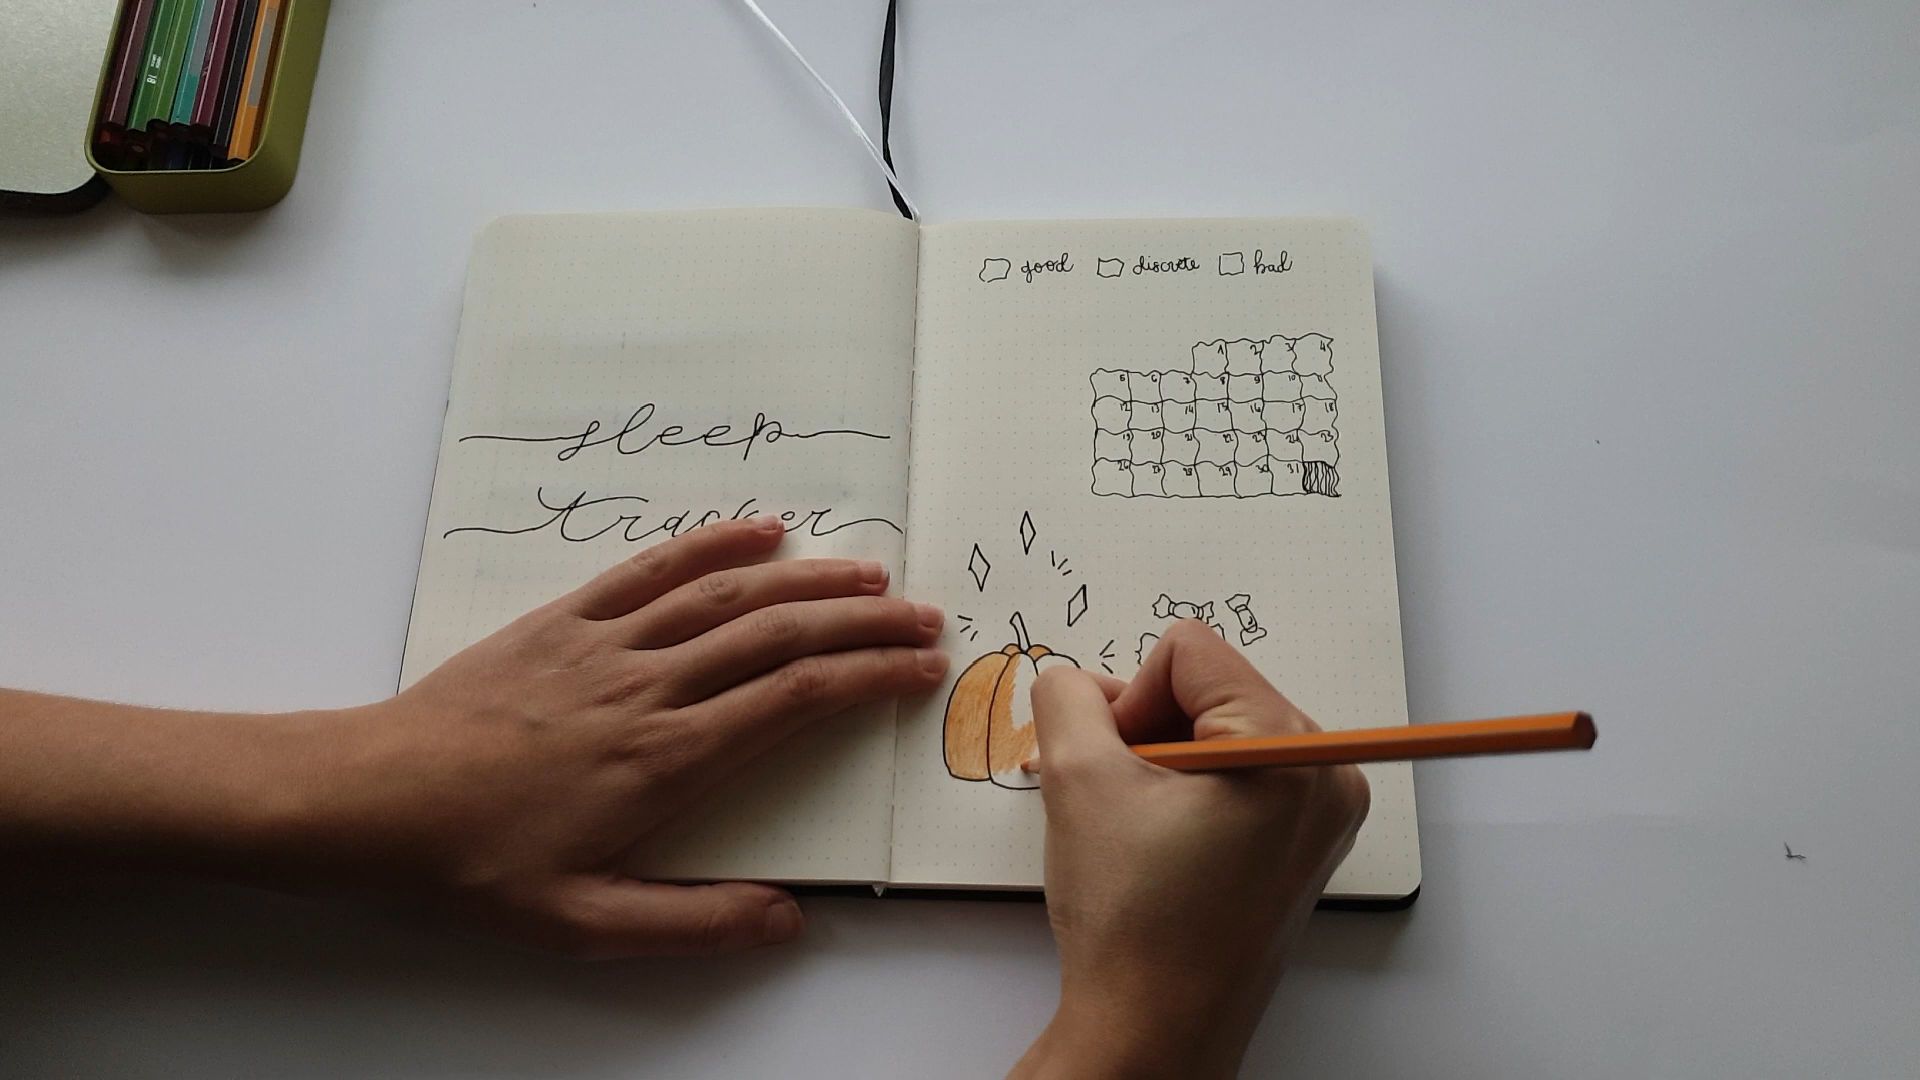 sleep
tracker
good discrete bad
1 2 3 4
5 6 7 8 9 10 11
12 13 14 15 16 17 18
19 20 21 22 23 24 25
26 27 28 29 30 31